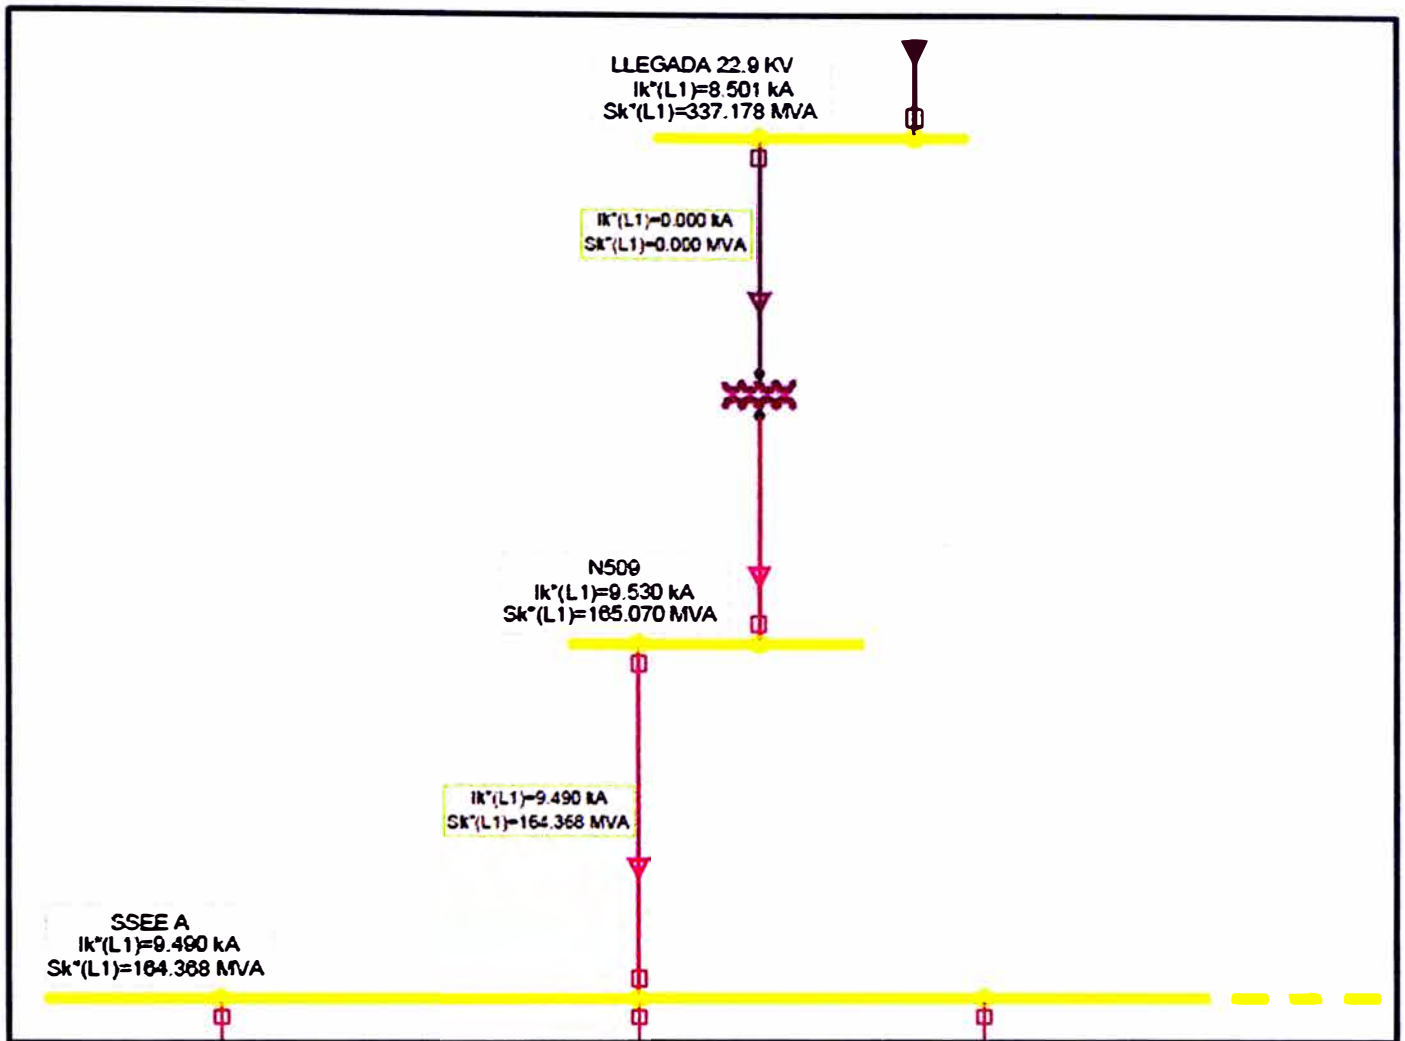 LLEGADA 22.9 KV
Ik"(L1)=8.501 kA
Sk"(L1)=337.178 MVA
Ik"(L1)=0.000 kA
Sk"(L1)=0.000 MVA
N509
Ik"(L1)=9.530 kA
Sk"(L1)=165.070 MVA
Ik"(L1)=9.490 kA
Sk"(L1)=164.368 MVA
SSEE A
Ik"(L1)=9.490 kA
Sk"(L1)=164.368 MVA